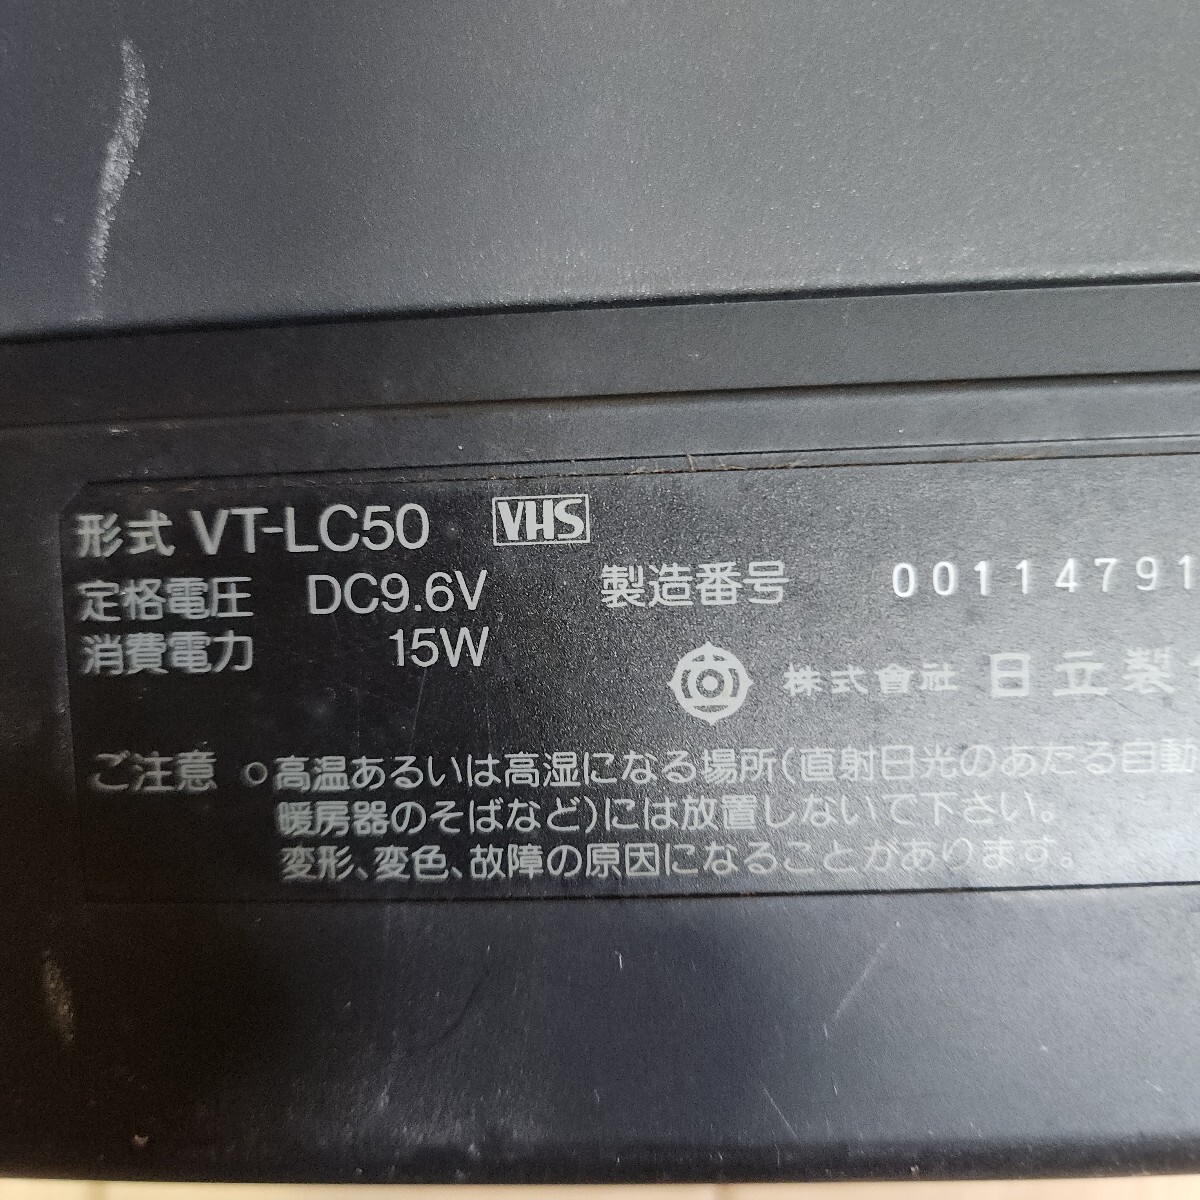 形式 VT-LC50 VHS
定格電圧 DC9.6V 製造番号 00114791
消費電力 15W
株式會社 日立製
ご注意 ○高温あるいは高湿になる場所(直射日光のあたる自動
暖房器のそばなど)には放置しないで下さい。
変形、変色、故障の原因になることがあります。